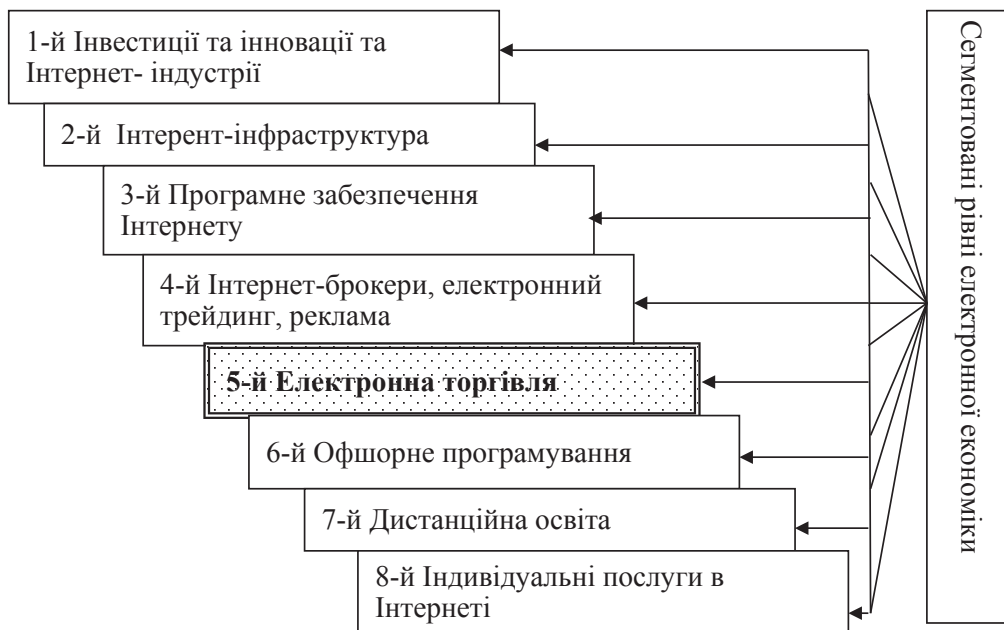 1-й Інвестиції та інновації та
Інтернет- індустрії
2-й Інтерент-інфраструктура
3-й Програмне забезпечення
Інтернету
4-й Інтернет-брокери, електронний
трейдинг, реклама
5-й Електронна торгівля
6-й Офшорне програмування
7-й Дистанційна освіта
8-й Індивідуальні послуги в
Інтернеті
Сегментовані рівні електронної економіки